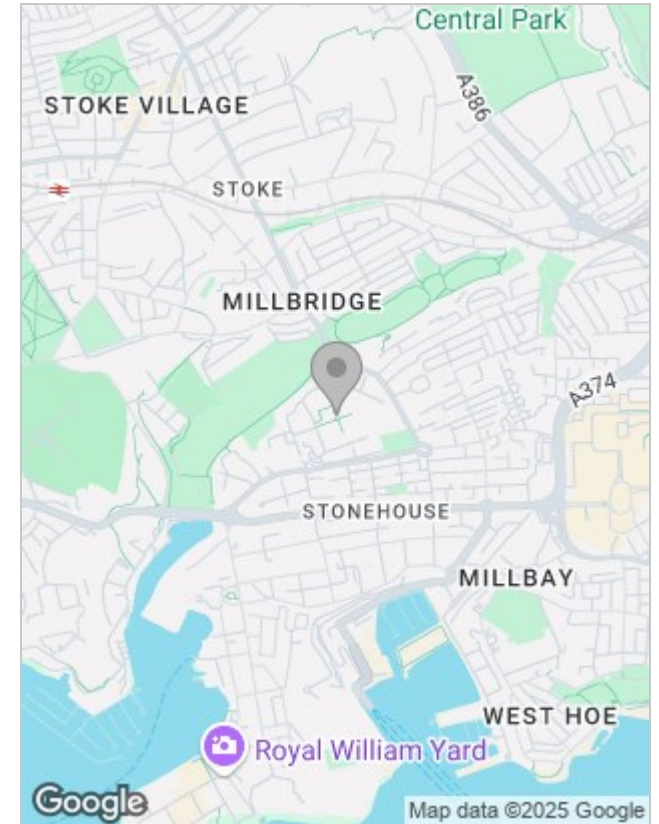 Central Park
A386
STOKE VILLAGE
STOKE
MILLBRIDGE
A374
STONEHOUSE
MILLBAY
WEST HOE
Royal William Yard
Google
Map data ©2025 Google